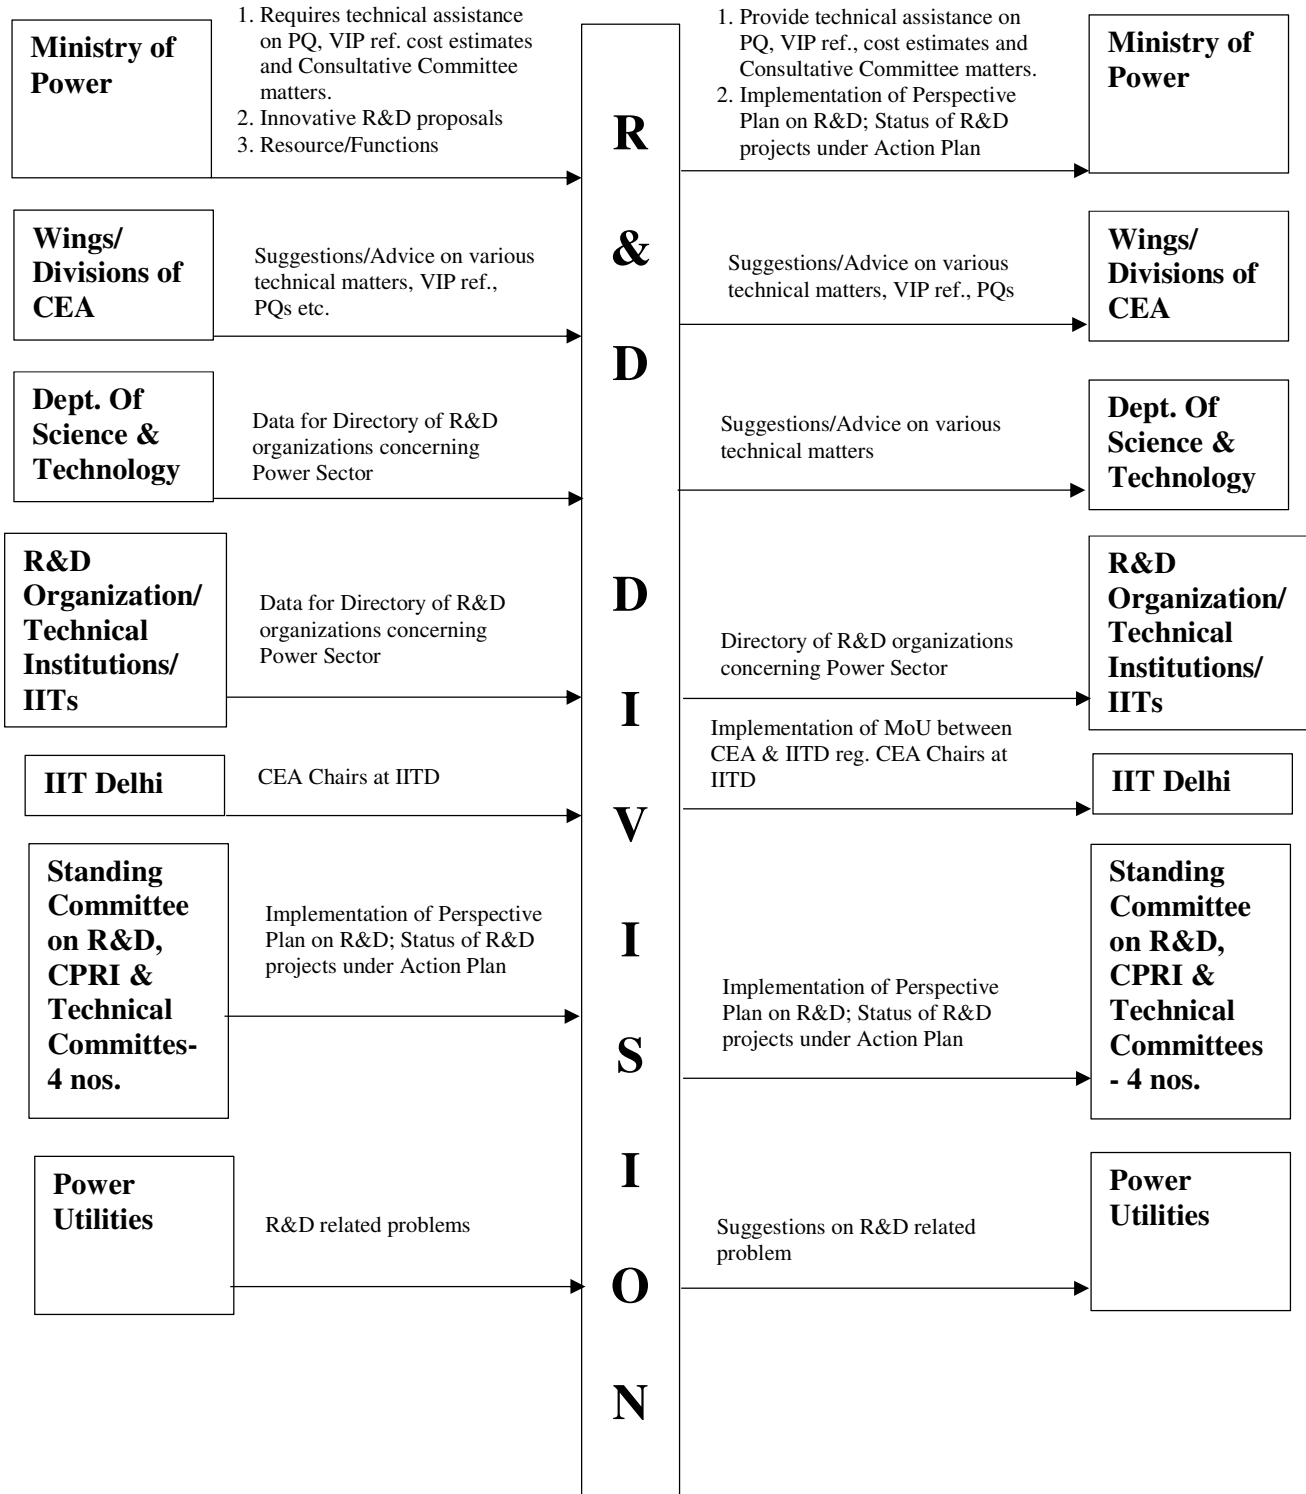 Ministry of
Power
1. Requires technical assistance
on PQ, VIP ref. cost estimates
and Consultative Committee
matters.
2. Innovative R&D proposals
3. Resource/Functions
1. Provide technical assistance on
PQ, VIP ref., cost estimates and
Consultative Committee matters.
2. Implementation of Perspective
Plan on R&D; Status of R&D
projects under Action Plan
Ministry of
Power
Wings/
Divisions of
CEA
Suggestions/Advice on various
technical matters, VIP ref.,
PQs etc.
Suggestions/Advice on various
technical matters, VIP ref., PQs
Wings/
Divisions of
CEA
Dept. Of
Science &
Technology
Data for Directory of R&D
organizations concerning
Power Sector
Suggestions/Advice on various
technical matters
Dept. Of
Science &
Technology
R&D
Organization/
Technical
Institutions/
IITs
Data for Directory of R&D
organizations concerning
Power Sector
Directory of R&D organizations
concerning Power Sector
R&D
Organization/
Technical
Institutions/
IITs
IIT Delhi
CEA Chairs at IITD
Implementation of MoU between
CEA & IITD reg. CEA Chairs at
IITD
IIT Delhi
Standing
Committee
on R&D,
CPRI &
Technical
Committes-
4 nos.
Implementation of Perspective
Plan on R&D; Status of R&D
projects under Action Plan
Implementation of Perspective
Plan on R&D; Status of R&D
projects under Action Plan
Standing
Committee
on R&D,
CPRI &
Technical
Committees
- 4 nos.
Power
Utilities
R&D related problems
Suggestions on R&D related
problem
Power
Utilities
R
&
D
D
I
V
I
S
I
O
N